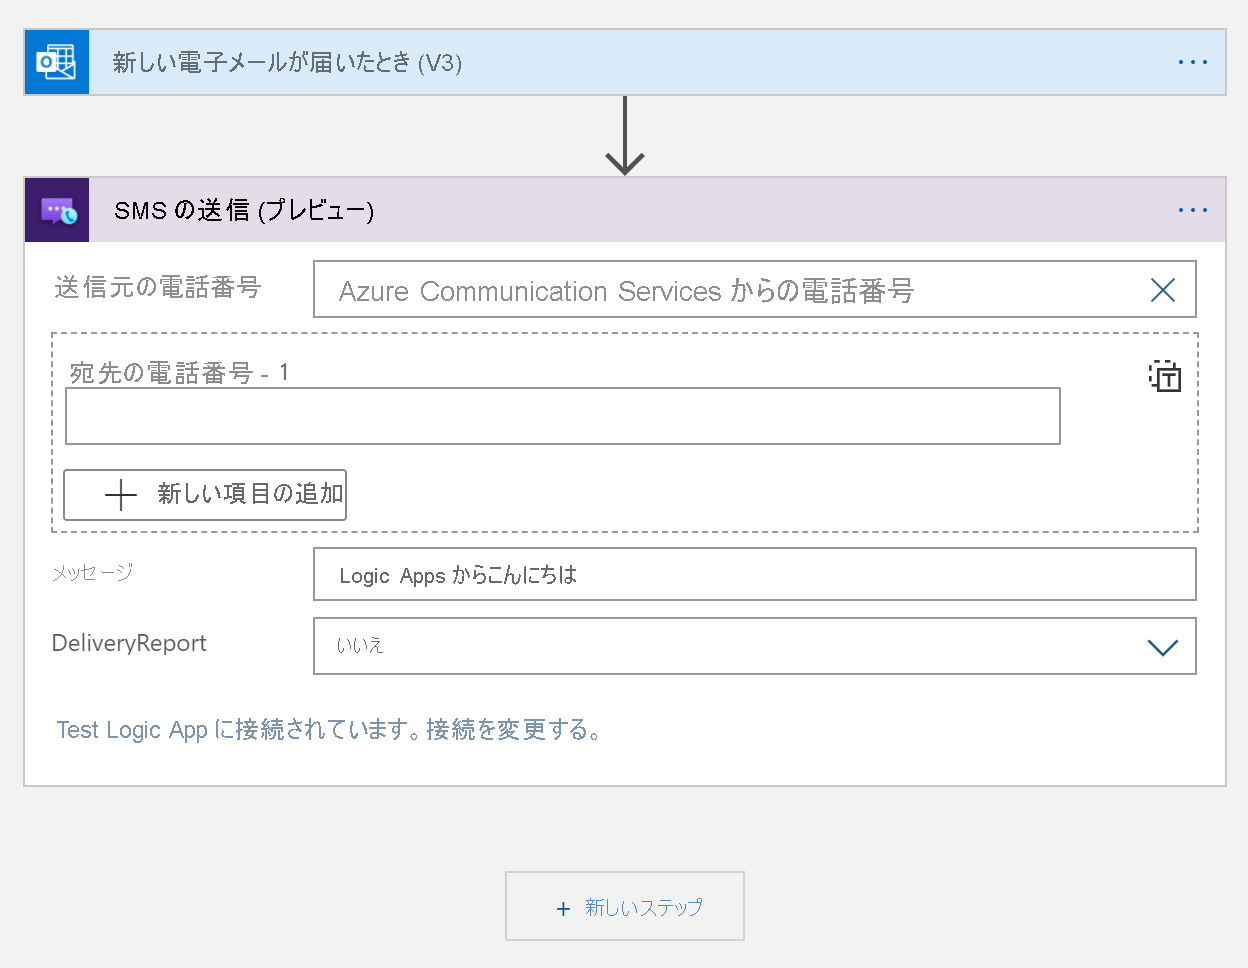 新しい電子メールが届いたとき (V3)
SMS の送信 (プレビュー)
送信元の電話番号
Azure Communication Services からの電話番号
宛先の電話番号 - 1
新しい項目の追加
メッセージ
Logic Apps からこんにちは
DeliveryReport
いいえ
Test Logic App に接続されています。接続を変更する。
+ 新しいステップ